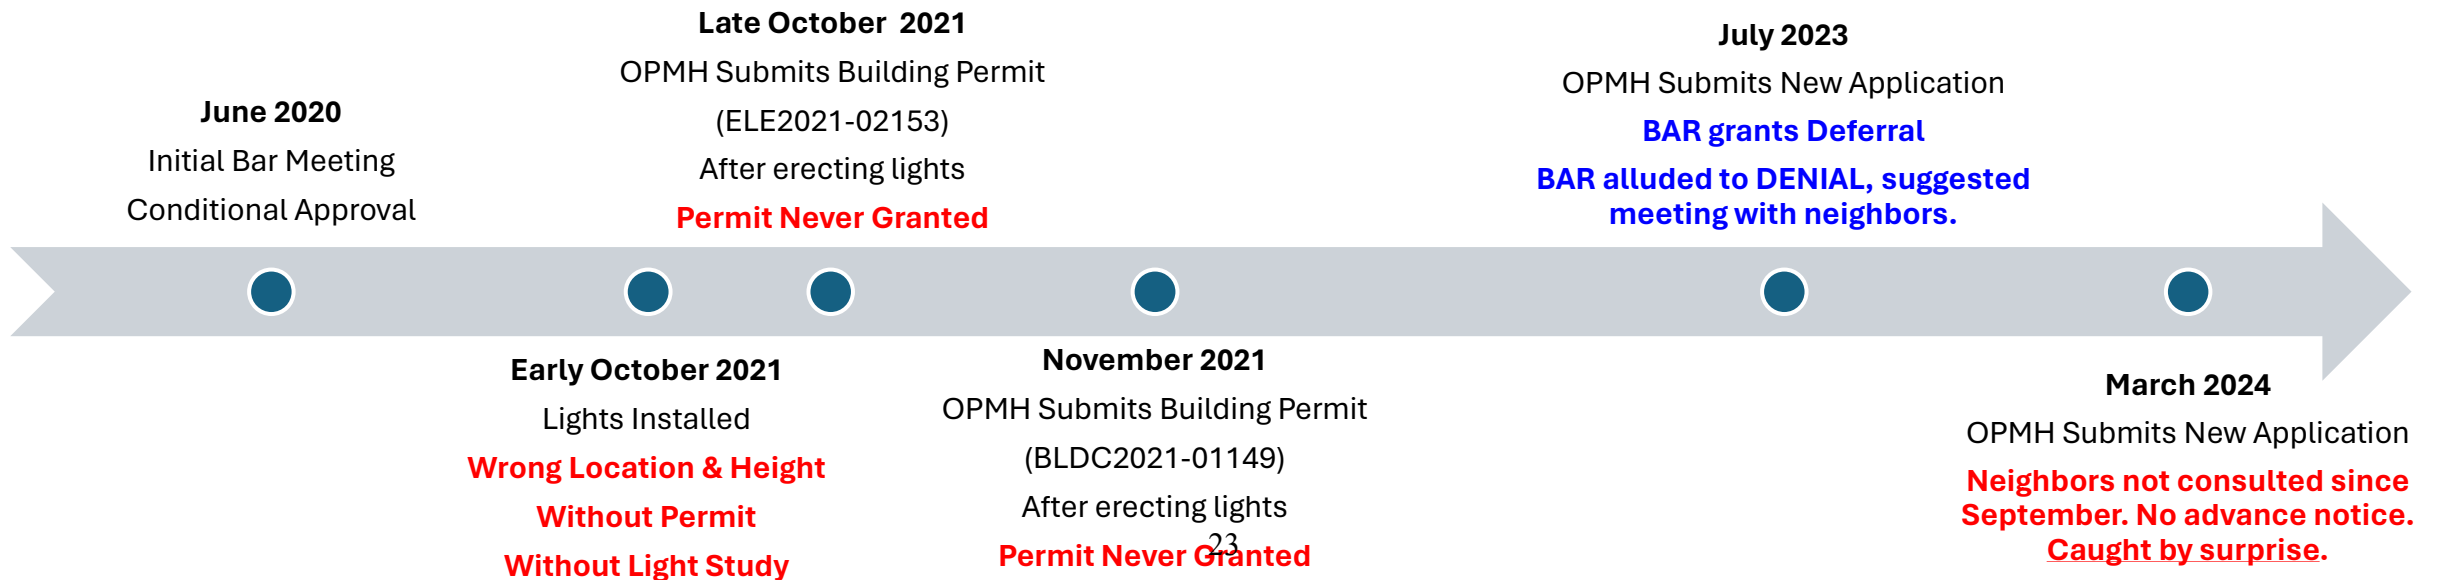 June 2020
Initial Bar Meeting
Conditional Approval
Early October 2021
Lights Installed
Wrong Location & Height
Without Permit
Without Light Study
Late October 2021
OPMH Submits Building Permit
(ELE2021-02153)
After erecting lights
Permit Never Granted
November 2021
OPMH Submits Building Permit
(BLDC2021-01149)
After erecting lights
Permit Never Granted
23
July 2023
OPMH Submits New Application
BAR grants Deferral
BAR alluded to DENIAL, suggested
meeting with neighbors.
March 2024
OPMH Submits New Application
Neighbors not consulted since
September. No advance notice.
Caught by surprise.